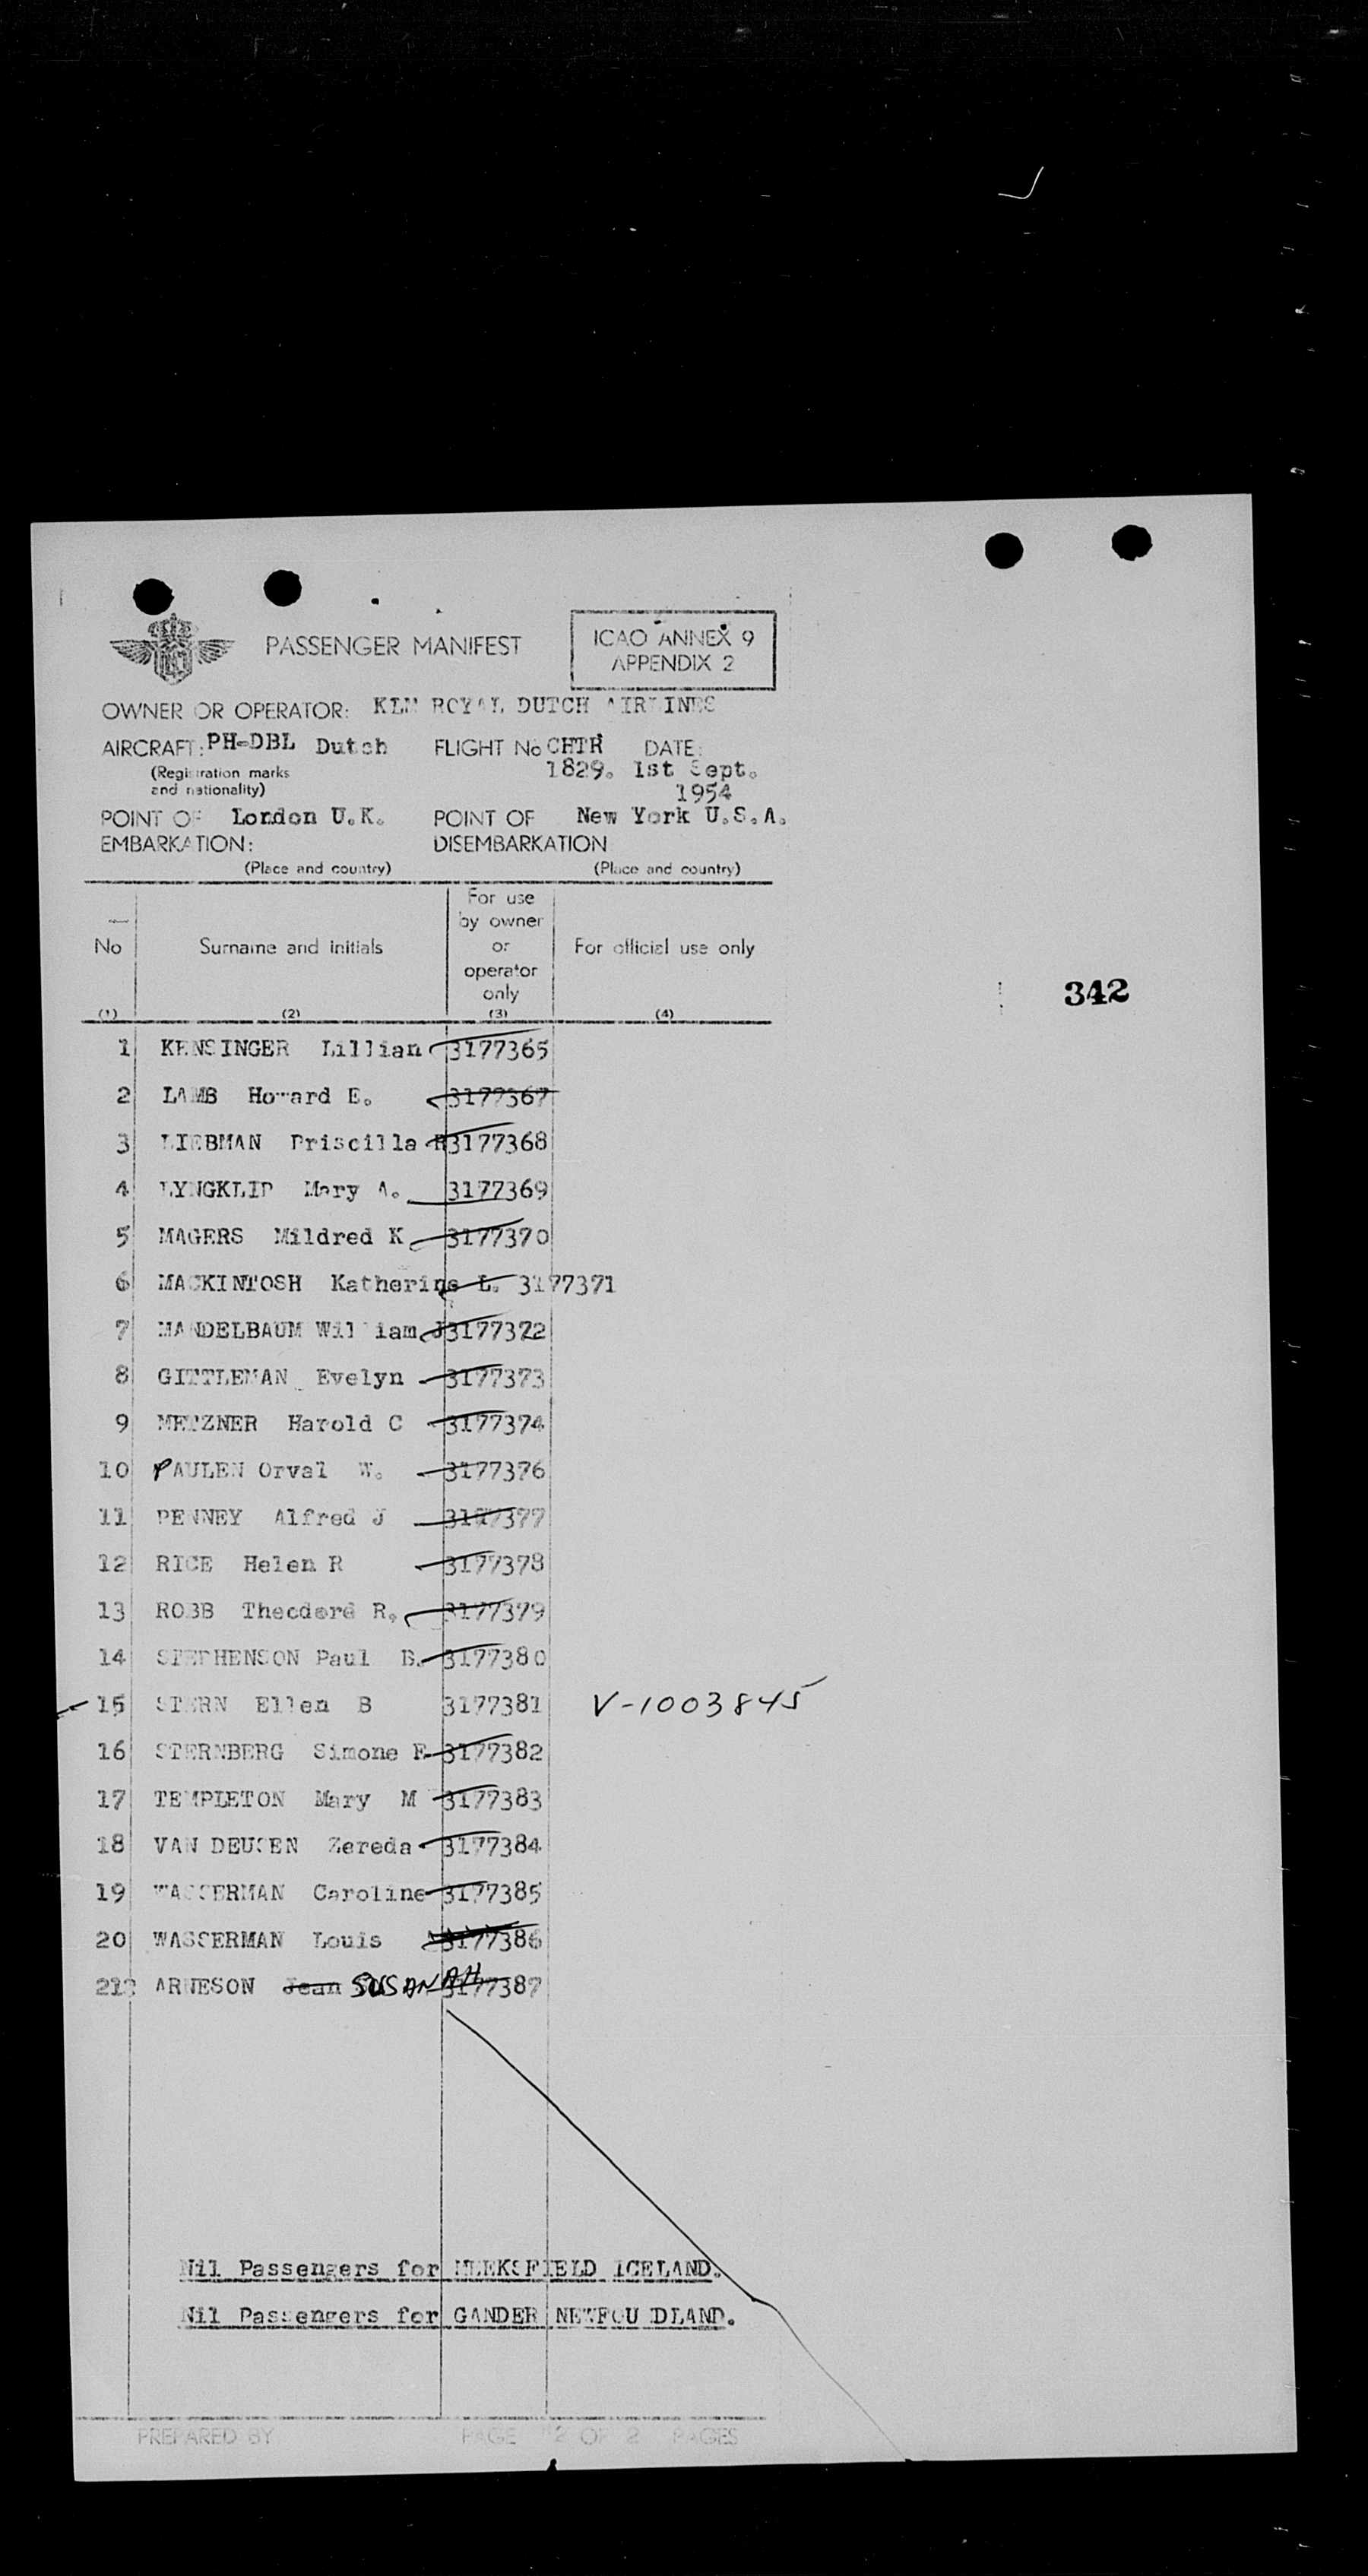 PASSENGER MANIFEST
ICAO ANNEX 9
APPENDIX 2
OWNER OR OPERATOR: KLM ROYAL DUTCH AIRLINES
AIRCRAFT: PH-DBL Dutch FLIGHT No CHTR DATE:
(Registration marks and nationality)
1829. 1st Sept. 1954
POINT OF EMBARKATION: London U.K.
POINT OF DISEMBARKATION New York U.S.A.
(Place and country) (Place and country)
No Surname and initials For use by owner or operator only For official use only
(1) (2) (3) (4)
342
1 KENSINGER Lillian 3177365
2 LAMB Howard E. 3177367
3 LIEBMAN Priscilla H 3177368
4 LYNGKLIP Mary A. 3177369
5 MAGERS Mildred K 3177370
6 MACKINTOSH Katherine L. 3177371
7 MANDELBAUM William J 3177372
8 GITTLEMAN Evelyn 3177373
9 METZNER Harold C 3177374
10 PAULEN Orval W. 3177376
11 PENNEY Alfred J 3177377
12 RICE Helen R 3177378
13 ROBB Theodore R. 3177379
14 STEPHENSON Paul B. 3177380
15 STERN Ellen B 3177381 V-1003845
16 STERNBERG Simone F 3177382
17 TEMPLETON Mary M 3177383
18 VAN DEUSEN Zereda 3177384
19 WASSERMAN Caroline 3177385
20 WASSERMAN Louis 3177386
21 ARNESON Jean SUSANAH 3177387
Nil Passengers for MEEKSFIELD ICELAND.
Nil Passengers for GANDER NEWFOUNDLAND.
PREPARED BY PAGE 2 OF 2 PAGES